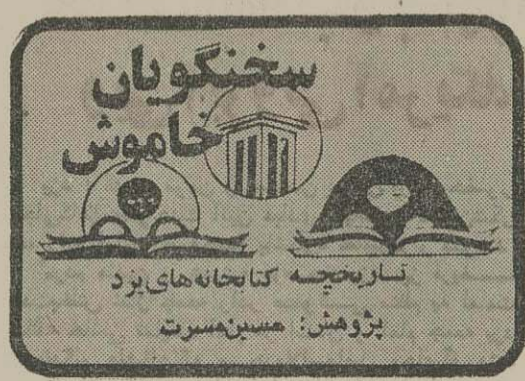 سخنگویان
خاموش
تاریخچه کتابخانه‌های یزد
پژوهش: حسین مسرت